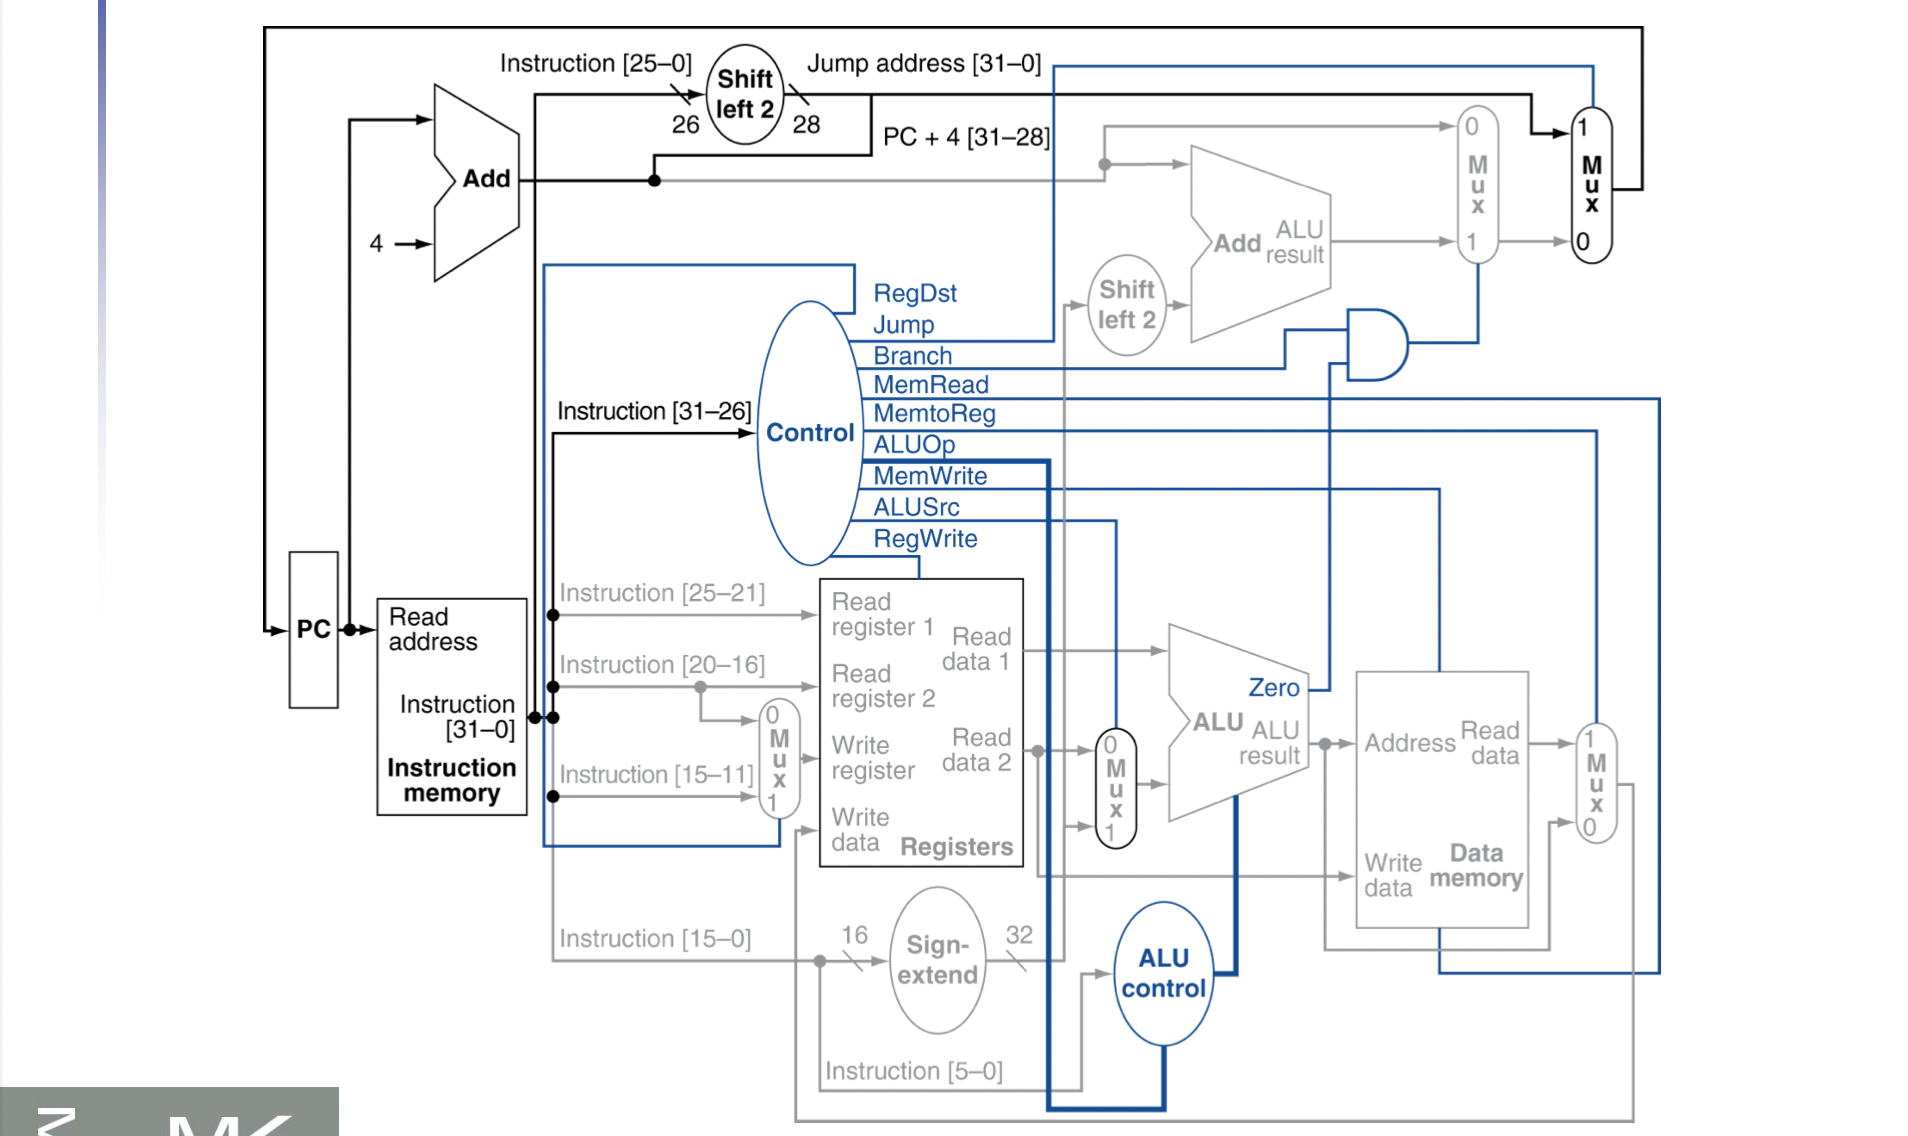 Instruction [25–0]
Shift
left 2
Jump address [31–0]
26
28
PC + 4 [31–28]
Add
4
0
M
u
x
1
1
M
u
x
0
Add
ALU
result
Shift
left 2
RegDst
Jump
Branch
MemRead
MemtoReg
ALUOp
MemWrite
ALUSrc
RegWrite
Instruction [31–26]
Control
PC
Read
address
Instruction
[31–0]
Instruction
memory
Instruction [25–21]
Instruction [20–16]
Instruction [15–11]
0
M
u
x
1
Read
register 1
Read
register 2
Write
register
Write
data
Read
data 1
Read
data 2
Registers
0
M
u
x
1
Zero
ALU
ALU
result
Address
Read
data
Write
data
Data
memory
1
M
u
x
0
Instruction [15–0]
16
Sign-
extend
32
ALU
control
Instruction [5–0]